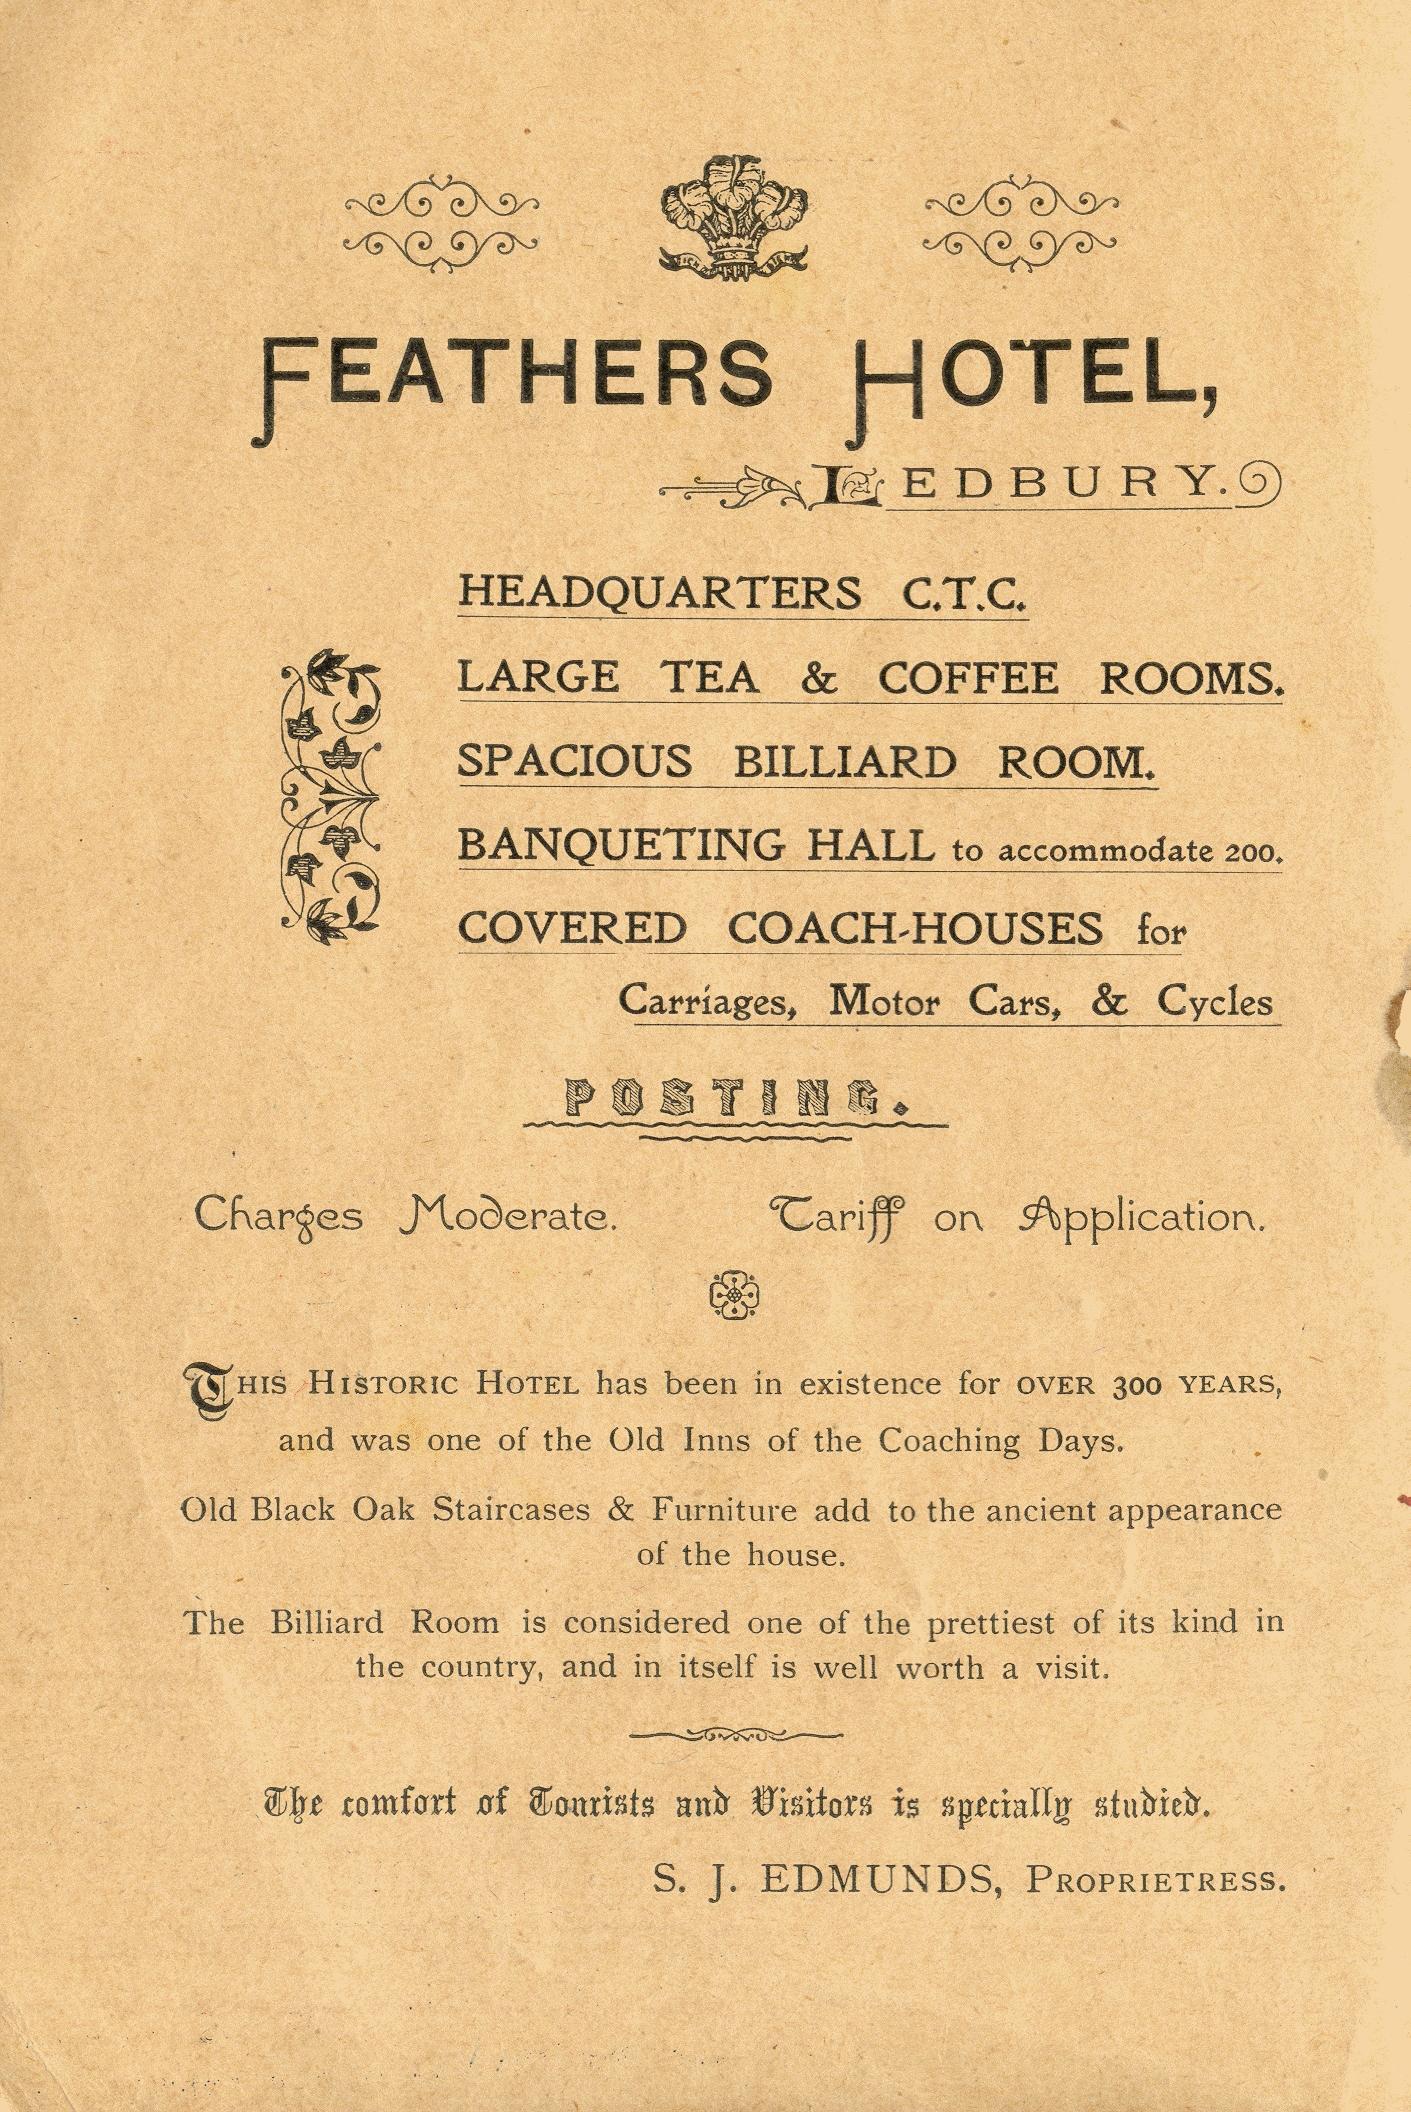 FEATHERS HOTEL,
LEDBURY.
HEADQUARTERS C.T.C.
LARGE TEA & COFFEE ROOMS.
SPACIOUS BILLIARD ROOM.
BANQUETING HALL to accommodate 200.
COVERED COACH-HOUSES for
Carriages, Motor Cars, & Cycles
POSTING.
Charges Moderate. Tariff on Application.
THIS HISTORIC HOTEL has been in existence for OVER 300 YEARS,
and was one of the Old Inns of the Coaching Days.
Old Black Oak Staircases & Furniture add to the ancient appearance
of the house.
The Billiard Room is considered one of the prettiest of its kind in
the country, and in itself is well worth a visit.
The comfort of Tourists and Visitors is specially studied.
S. J. EDMUNDS, PROPRIETRESS.